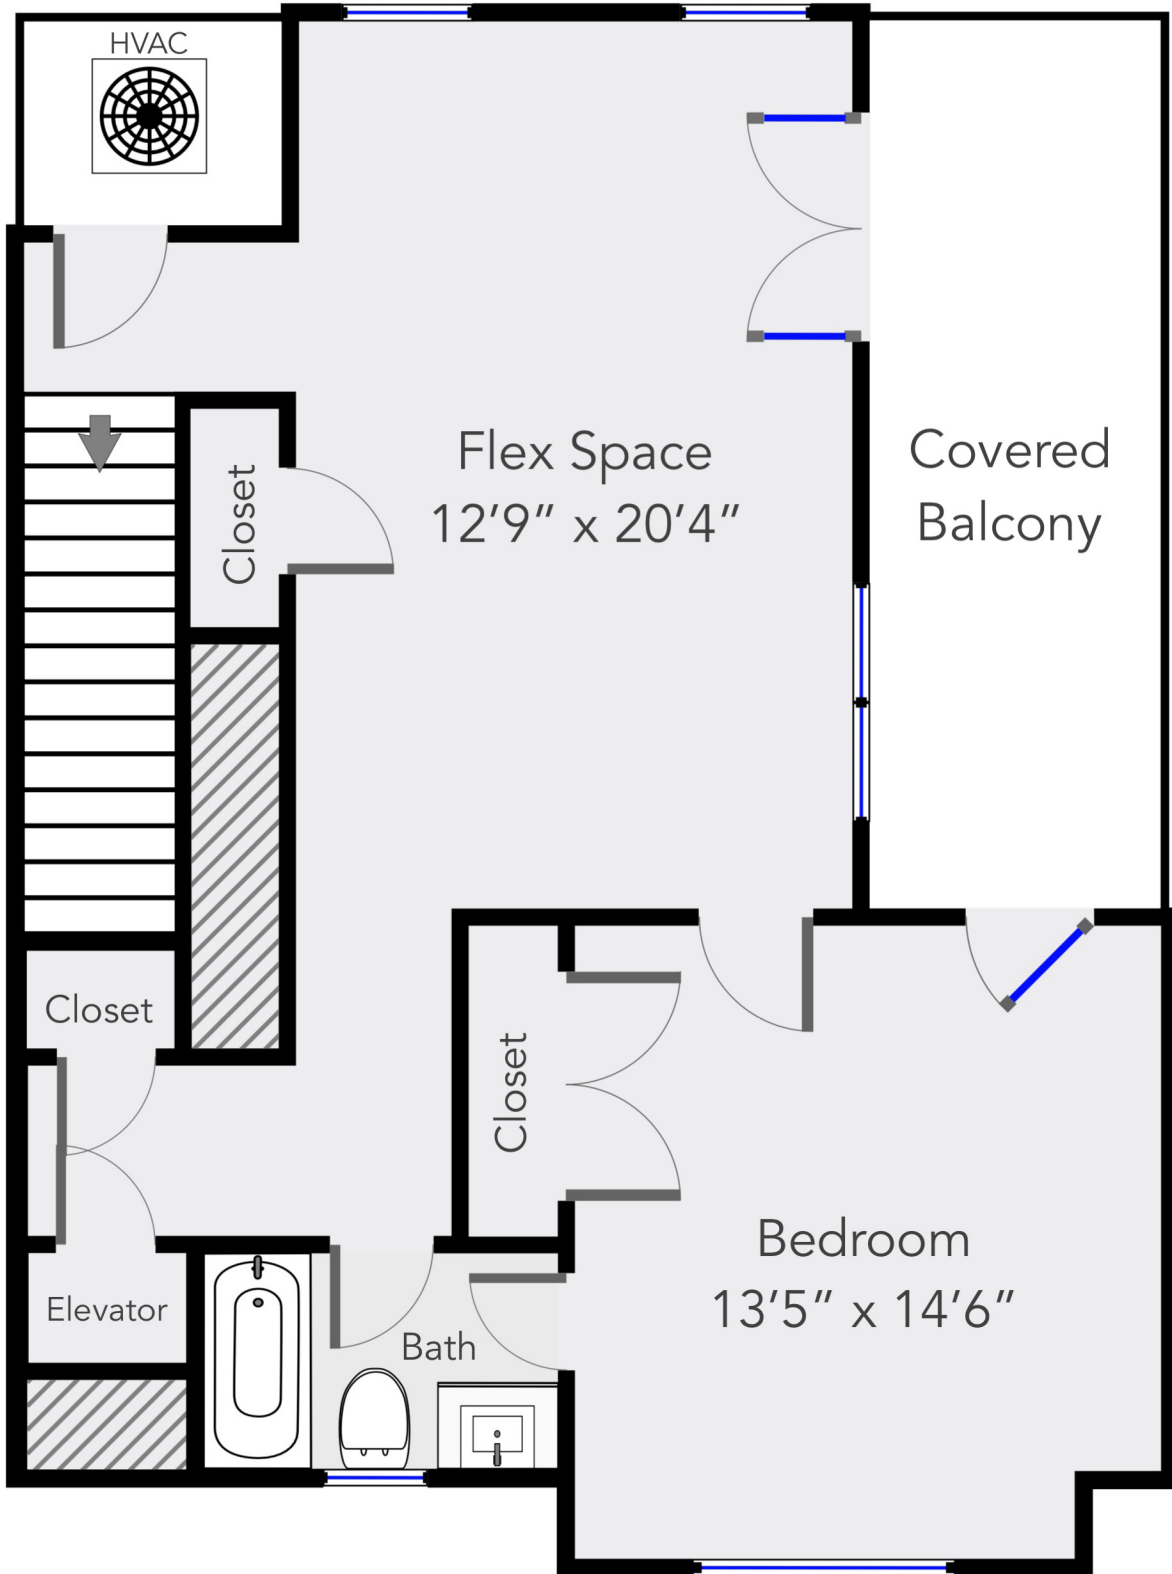 HVAC
Flex Space
12’9” x 20’4”
Covered
Balcony
Closet
Closet
Closet
Bedroom
13’5” x 14’6”
Elevator
Bath